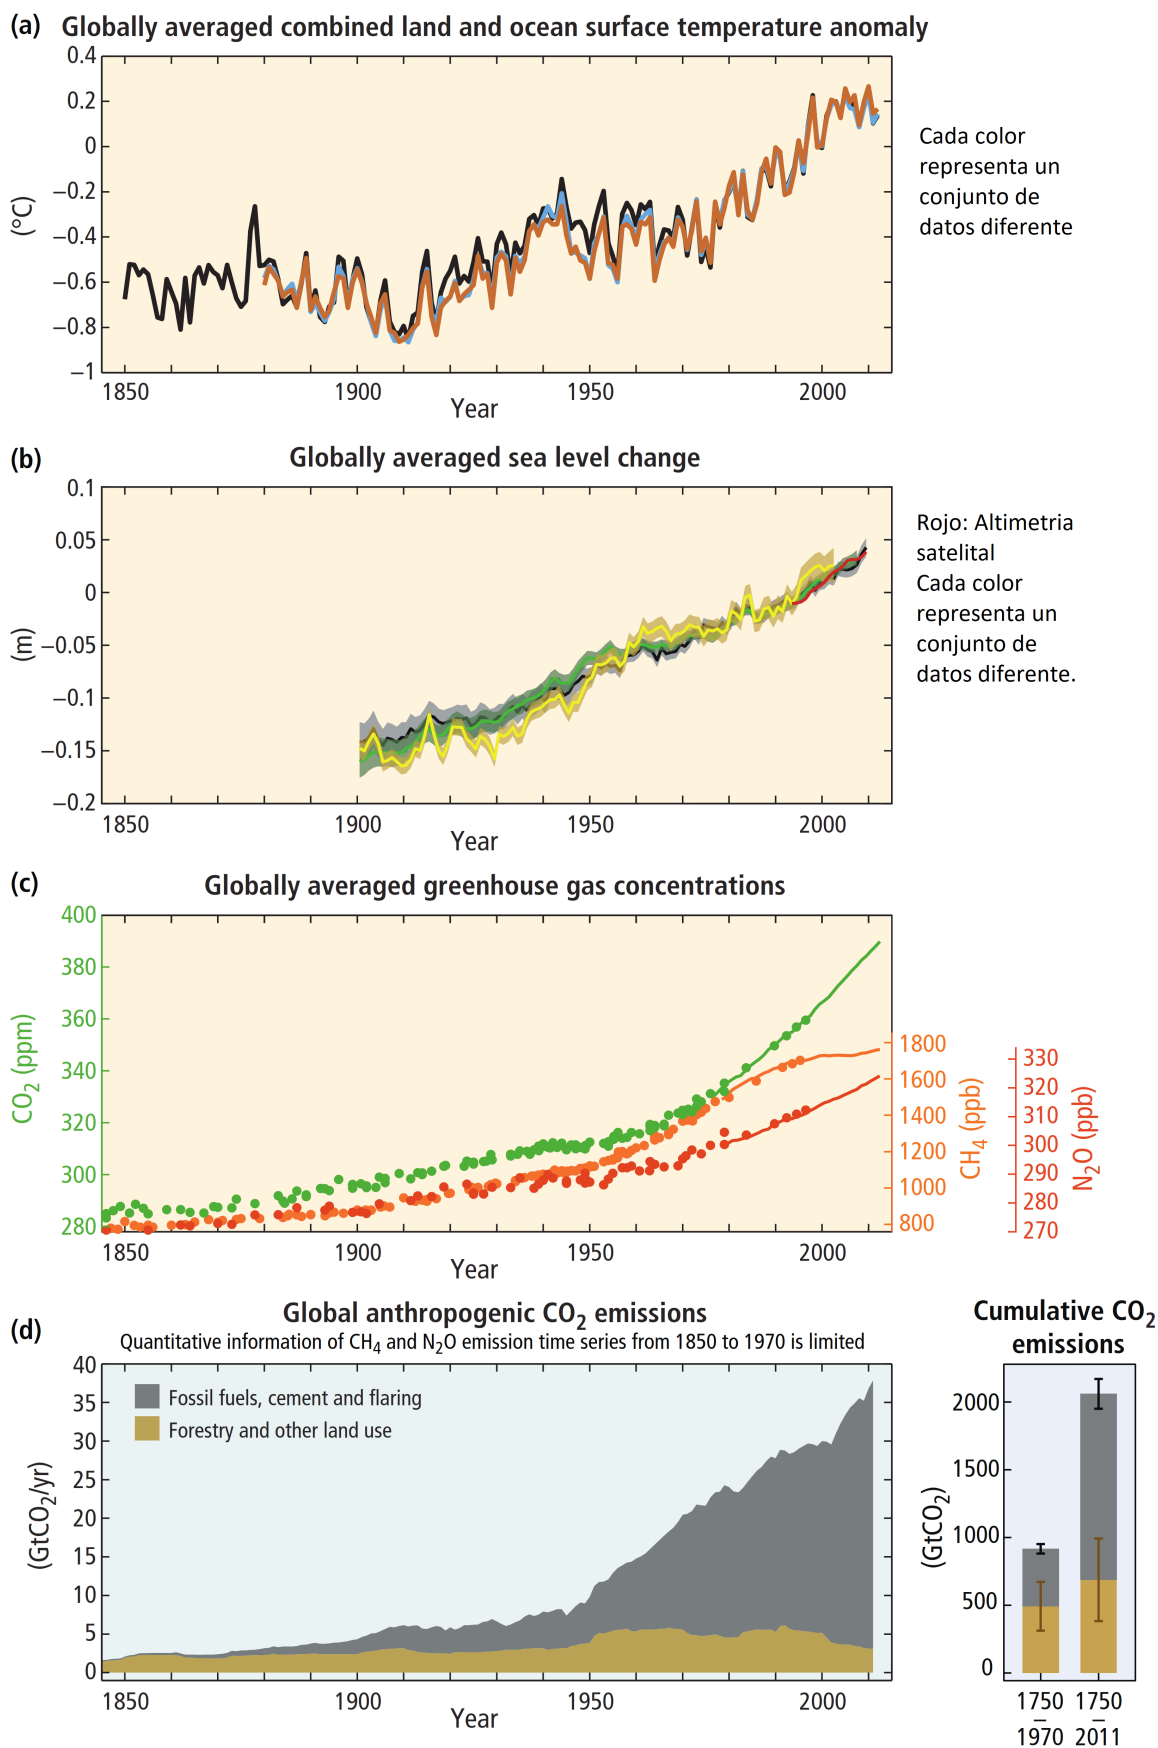 (a) Globally averaged combined land and ocean surface temperature anomaly
0.4
0.2
0
−0.2
−0.4
−0.6
−0.8
−1
(°C)
1850 1900 1950 2000
Year
Cada color
representa un
conjunto de
datos diferente
(b) Globally averaged sea level change
0.1
0.05
0
−0.05
−0.1
−0.15
−0.2
(m)
1850 1900 1950 2000
Year
Rojo: Altimetria
satelital
Cada color
representa un
conjunto de
datos diferente.
(c) Globally averaged greenhouse gas concentrations
400
380
360
340
320
300
280
CO2 (ppm)
1800
1600
1400
1200
1000
800
CH4 (ppb)
330
320
310
300
290
280
270
N2O (ppb)
1850 1900 1950 2000
Year
(d) Global anthropogenic CO2 emissions
Quantitative information of CH4 and N2O emission time series from 1850 to 1970 is limited
40
35
30
25
20
15
10
5
0
(GtCO2/yr)
Fossil fuels, cement and flaring
Forestry and other land use
1850 1900 1950 2000
Year
Cumulative CO2
emissions
2000
1500
1000
500
0
(GtCO2)
1750 1750
– –
1970 2011